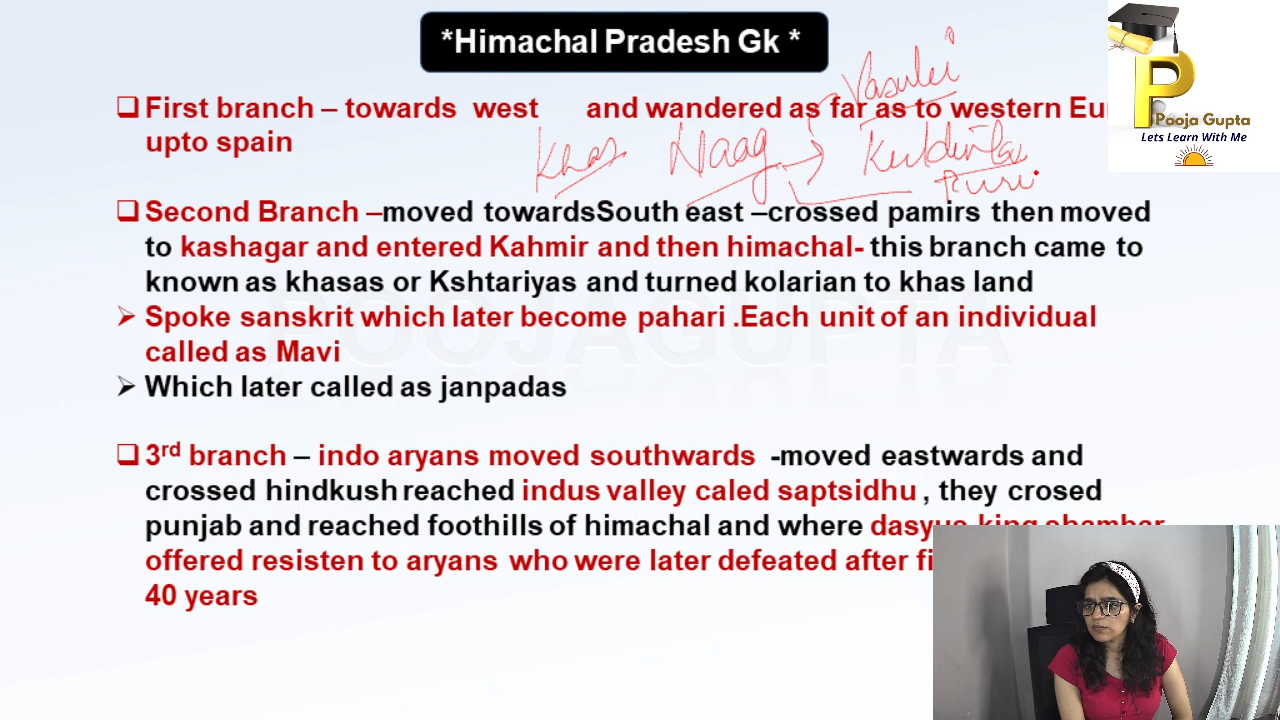 *Himachal Pradesh Gk *
P
Pooja Gupta
Lets Learn With Me
❑ First branch – towards west and wandered as far as to western Eu
upto spain
Vasuki
Khas Naag
❑ Second Branch –moved towardsSouth east –crossed pamirs then moved
to kashagar and entered Kahmir and then himachal- this branch came to
known as khasas or Kshtariyas and turned kolarian to khas land
➢ Spoke sanskrit which later become pahari .Each unit of an individual
called as Mavi
➢ Which later called as janpadas
POOJAGUPTA
❑ 3rd branch – indo aryans moved southwards -moved eastwards and
crossed hindkush reached indus valley caled saptsidhu , they crosed
punjab and reached foothills of himachal and where dasyus king shambar
offered resisten to aryans who were later defeated after fi
40 years